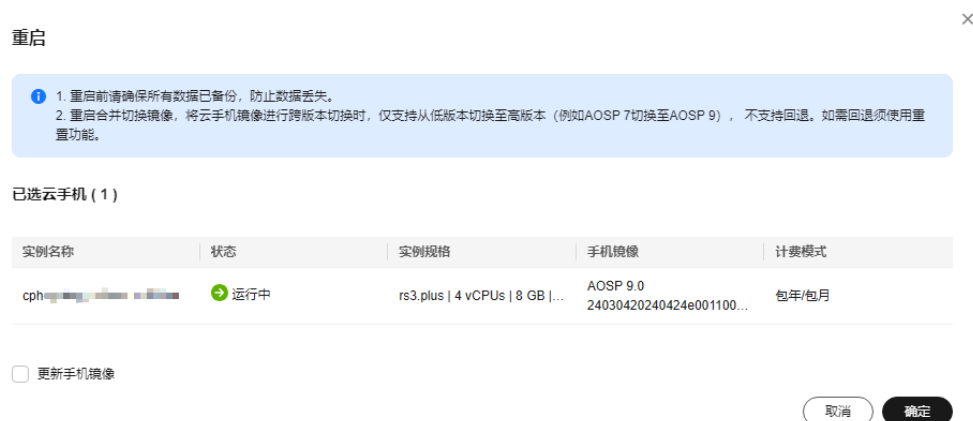 重启
1. 重启前请确保所有数据已备份，防止数据丢失。
2. 重启合并切换镜像，将云手机镜像进行跨版本切换时，仅支持从低版本切换至高版本（例如AOSP 7切换至AOSP 9），不支持回退。如需回退须使用重
置功能。
已选云手机 ( 1 )
实例名称 状态 实例规格 手机镜像 计费模式
cph 运行中 rs3.plus | 4 vCPUs | 8 GB |... AOSP 9.0 包年/包月
24030420240424e001100...
更新手机镜像
取消 确定